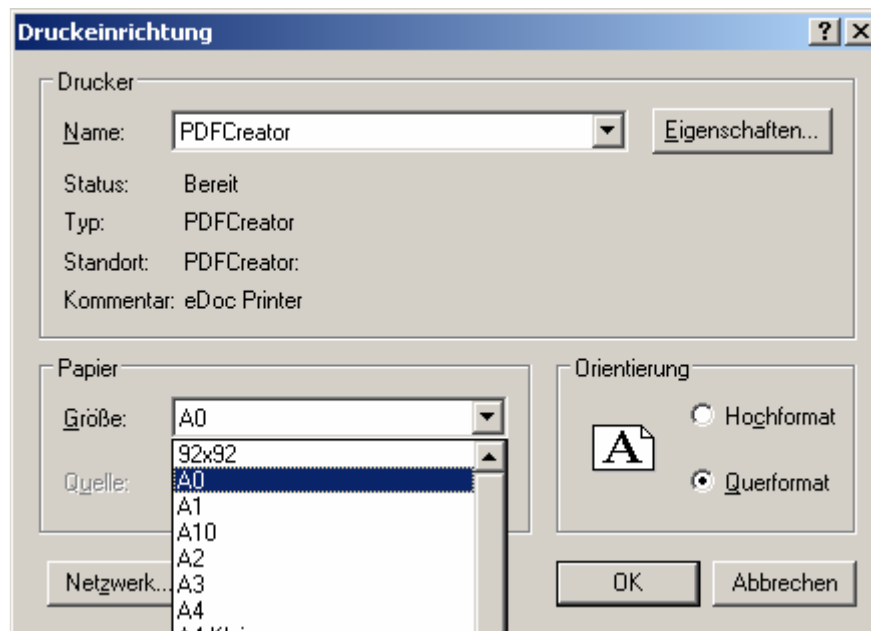 Druckeinrichtung
Drucker
Name: PDFCreator Eigenschaften...
Status: Bereit
Typ: PDFCreator
Standort: PDFCreator:
Kommentar: eDoc Printer
Papier
Größe: A0
92x92
A0
A1
A10
A2
A3
A4
Quelle:
Orientierung
A
Hochformat
Querformat
Netzwerk...
OK
Abbrechen